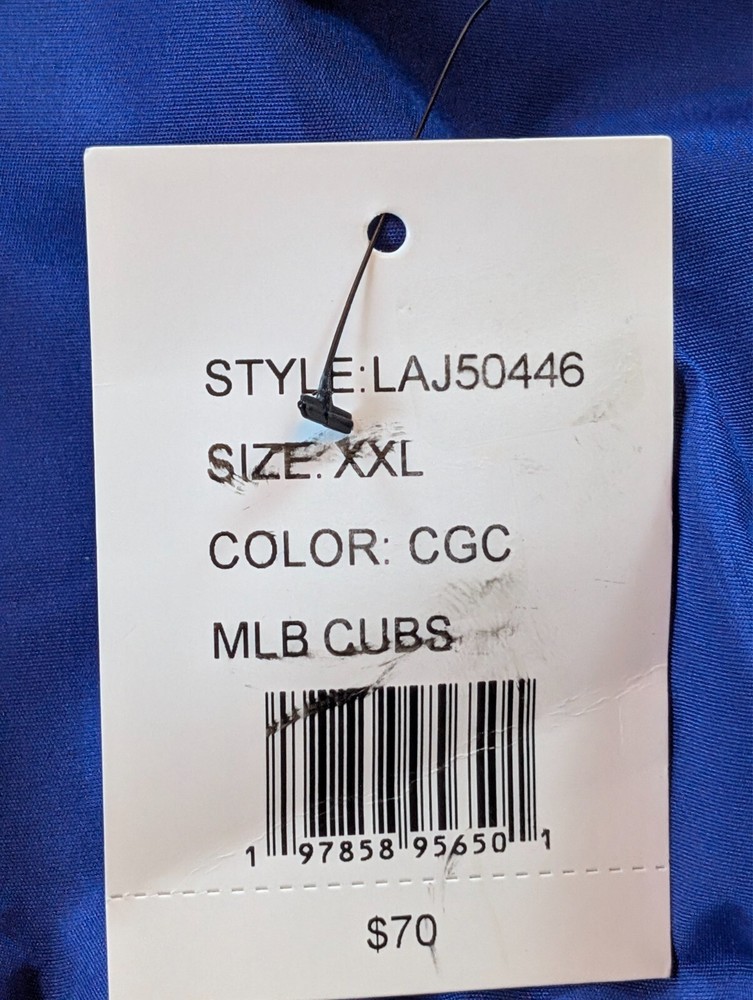 STYLE:LAJ50446
SIZE: XXL
COLOR: CGC
MLB CUBS
1 97858 95650 1
$70